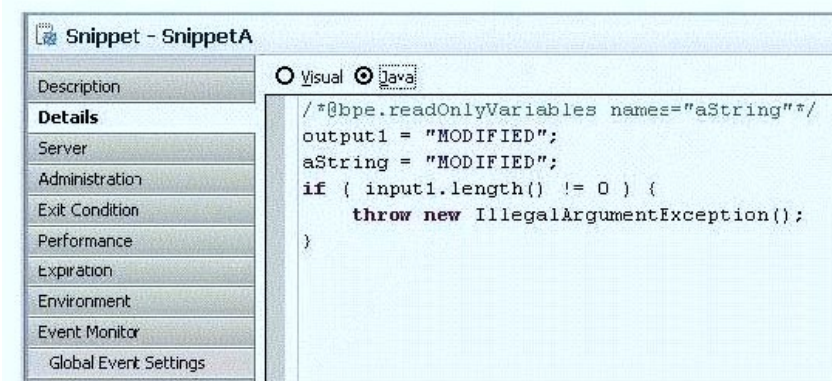 Snippet - SnippetA
Description
Details
Server
Administration
Exit Condition
Performance
Expiration
Environment
Event Monitor
Global Event Settings
Visual Java
/*@bpe.readOnlyVariables names="aString"*/
output1 = "MODIFIED";
aString = "MODIFIED";
if ( input1.length() != 0 ) {
throw new IllegalArgumentException();
}